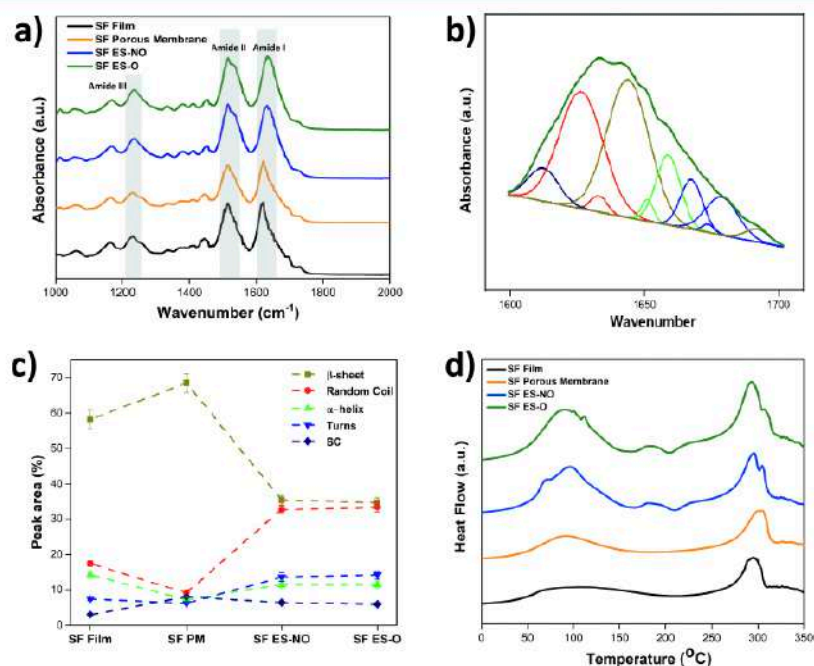 a)
SF Film
SF Porous Membrane
SF ES-NO
SF ES-O
Amide III
Amide II
Amide I
Absorbance (a.u.)
1000 1200 1400 1600 1800 2000
Wavenumber (cm⁻¹)
b)
1600 1650 1700
Wavenumber
c)
β-sheet
Random Coil
α-helix
Turns
SC
Peak area (%)
70
60
50
40
30
20
10
0
SF Film SF PM SF ES-NO SF ES-O
d)
SF Film
SF Porous Membrane
SF ES-NO
SF ES-O
Heat Flow (a.u.)
0 50 100 150 200 250 300 350
Temperature (°C)